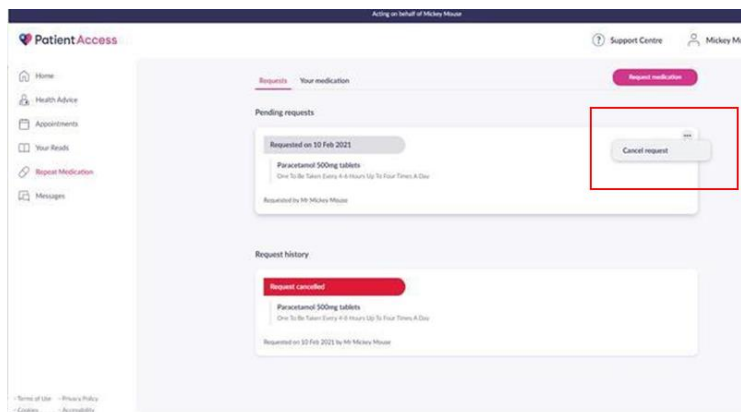 Acting on behalf of Mickey Mouse
Patient Access
Support Centre
Mickey Mo
Home
Health Advice
Appointments
Your Reads
Repeat Medication
Messages
Requests Your medication
Request medication
Pending requests
Requested on 10 Feb 2021
Cancel request
Paracetamol 500mg tablets
One To Be Taken Every 4-6 Hours Up To Four Times A Day
Requested by Mr Mickey Mouse
Request history
Request cancelled
Paracetamol 500mg tablets
One To Be Taken Every 4-6 Hours Up To Four Times A Day
Requested on 10 Feb 2021 by Mr Mickey Mouse
- Terms of Use - Privacy Policy
- Cookies - Accessibility